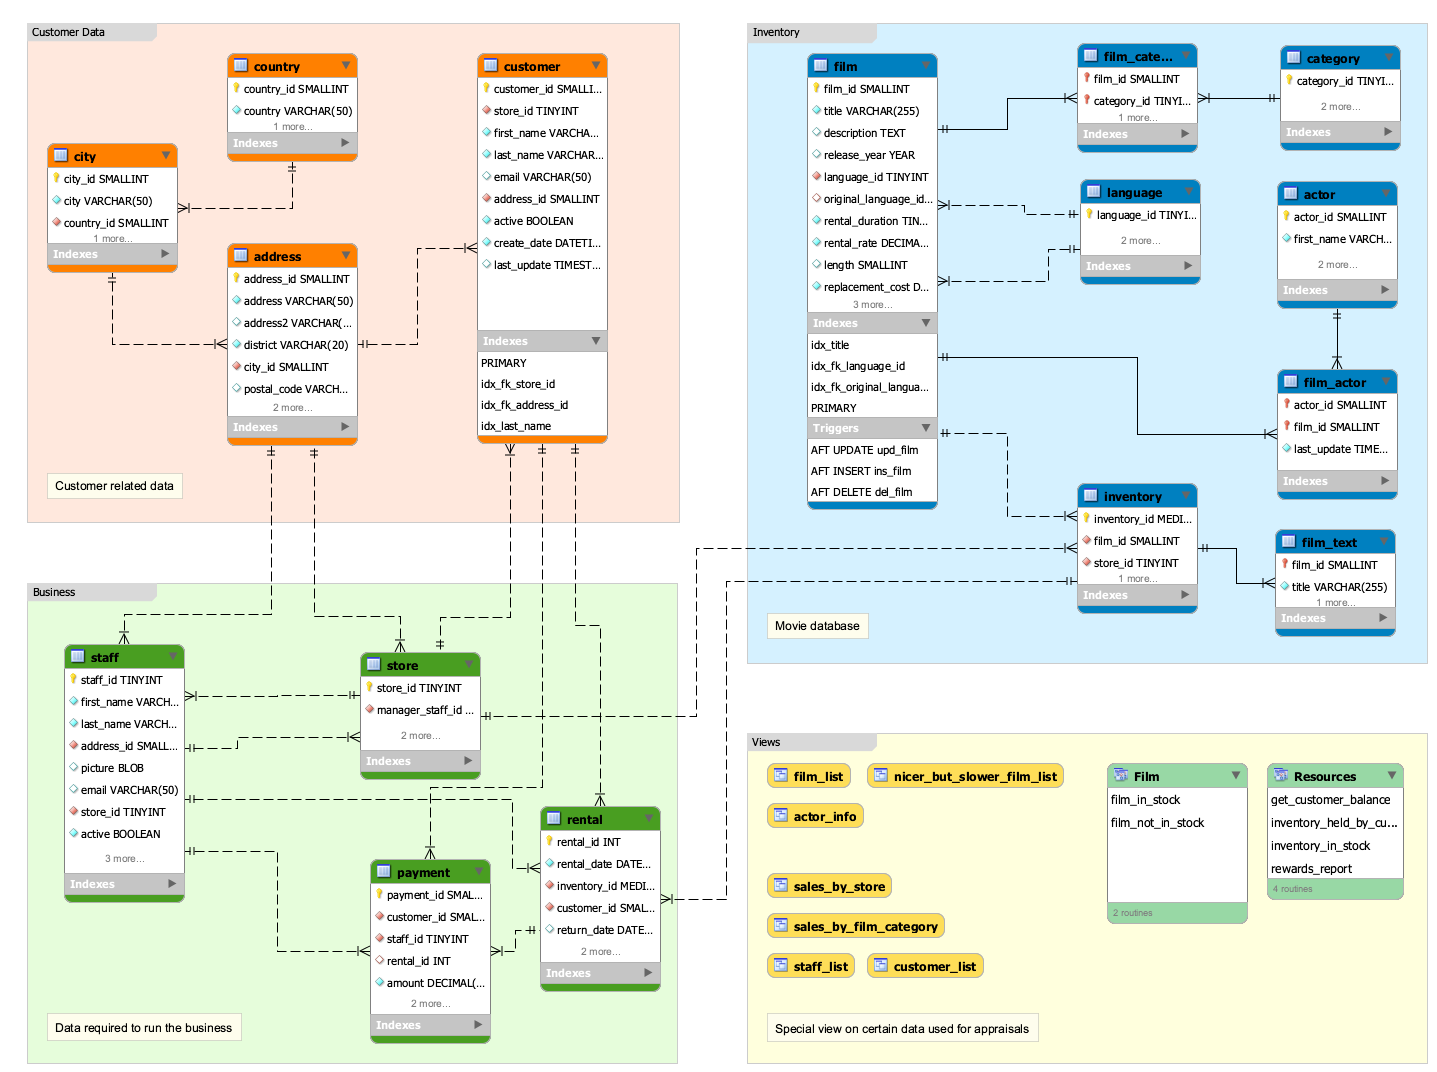 Customer Data
country
country_id SMALLINT
country VARCHAR(50)
1 more...
Indexes
city
city_id SMALLINT
city VARCHAR(50)
country_id SMALLINT
1 more...
Indexes
address
address_id SMALLINT
address VARCHAR(50)
address2 VARCHAR(...
district VARCHAR(20)
city_id SMALLINT
postal_code VARCH...
2 more...
Indexes
customer
customer_id SMALLI...
store_id TINYINT
first_name VARCHA...
last_name VARCHAR...
email VARCHAR(50)
address_id SMALLINT
active BOOLEAN
create_date DATETI...
last_update TIMEST...
Indexes
PRIMARY
idx_fk_store_id
idx_fk_address_id
idx_last_name
Customer related data
Inventory
film
film_id SMALLINT
title VARCHAR(255)
description TEXT
release_year YEAR
language_id TINYINT
original_language_id...
rental_duration TIN...
rental_rate DECIMA...
length SMALLINT
replacement_cost D...
3 more...
Indexes
idx_title
idx_fk_language_id
idx_fk_original_langua...
PRIMARY
Triggers
AFT UPDATE upd_film
AFT INSERT ins_film
AFT DELETE del_film
film_cate...
film_id SMALLINT
category_id TINYI...
1 more...
Indexes
category
category_id TINYI...
2 more...
Indexes
language
language_id TINYI...
2 more...
Indexes
actor
actor_id SMALLINT
first_name VARCH...
2 more...
Indexes
film_actor
actor_id SMALLINT
film_id SMALLINT
last_update TIME...
Indexes
inventory
inventory_id MEDI...
film_id SMALLINT
store_id TINYINT
1 more...
Indexes
film_text
film_id SMALLINT
title VARCHAR(255)
1 more...
Indexes
Movie database
Business
staff
staff_id TINYINT
first_name VARCH...
last_name VARCH...
address_id SMALL...
picture BLOB
email VARCHAR(50)
store_id TINYINT
active BOOLEAN
3 more...
Indexes
store
store_id TINYINT
manager_staff_id ...
2 more...
Indexes
payment
payment_id SMAL...
customer_id SMAL...
staff_id TINYINT
rental_id INT
amount DECIMAL(...
2 more...
Indexes
rental
rental_id INT
rental_date DATE...
inventory_id MEDI...
customer_id SMAL...
return_date DATE...
2 more...
Indexes
Data required to run the business
Views
film_list
nicer_but_slower_film_list
actor_info
sales_by_store
sales_by_film_category
staff_list
customer_list
Film
film_in_stock
film_not_in_stock
2 routines
Resources
get_customer_balance
inventory_held_by_cu...
inventory_in_stock
rewards_report
4 routines
Special view on certain data used for appraisals